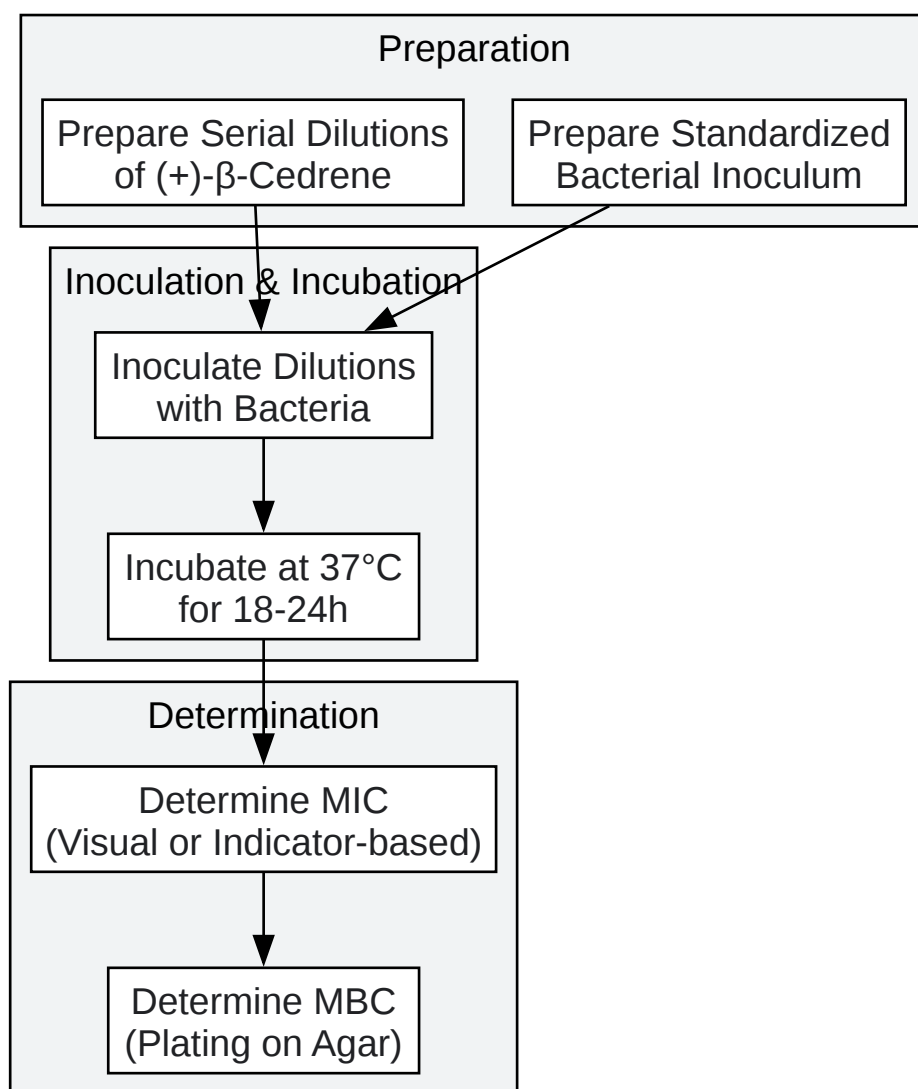 Preparation
Prepare Serial Dilutions
of (+)-β-Cedrene
Prepare Standardized
Bacterial Inoculum
Inoculation & Incubation
Inoculate Dilutions
with Bacteria
Incubate at 37°C
for 18-24h
Determination
Determine MIC
(Visual or Indicator-based)
Determine MBC
(Plating on Agar)